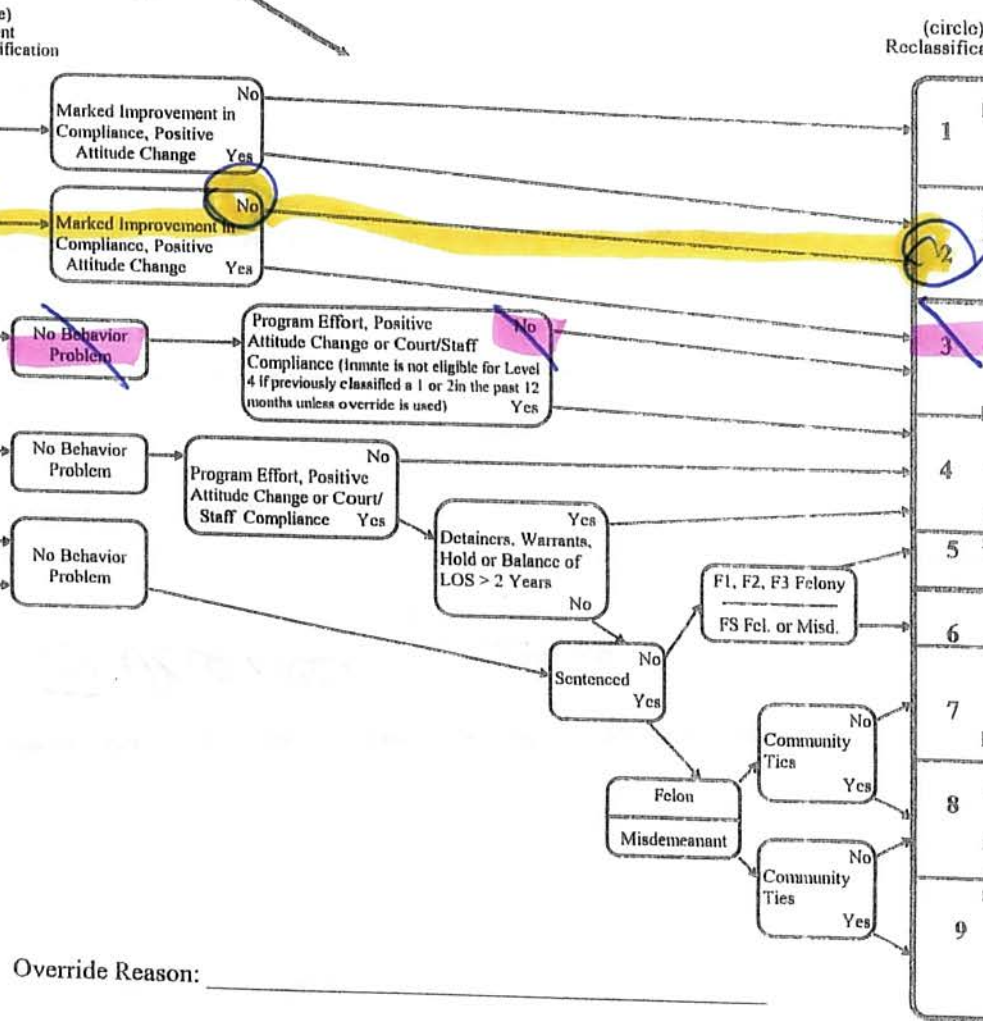 e)
nt
ification
(circle)
Reclassifica
No
Marked Improvement in
Compliance, Positive
Attitude Change Yes
No
Marked Improvement in
Compliance, Positive
Attitude Change Yes
No Behavior
Problem
Program Effort, Positive No
Attitude Change or Court/Staff
Compliance (Inmate is not eligible for Level
4 if previously classified a 1 or 2in the past 12
months unless override is used) Yes
No Behavior
Problem
No
Program Effort, Positive
Attitude Change or Court/
Staff Compliance Yes
No Behavior
Problem
Yes
Detainers, Warrants,
Hold or Balance of
LOS > 2 Years
No
F1, F2, F3 Felony
FS Fel. or Misd.
No
Sentenced
Yes
No
Community
Ties
Yes
Felon
Misdemeanant
No
Community
Ties
Yes
1
2
3
4
5
6
7
8
9
Override Reason: